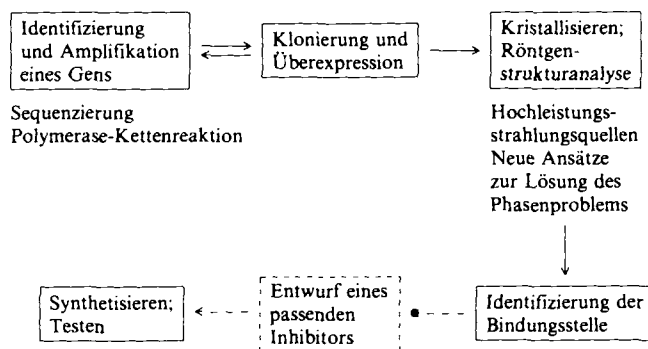 Identifizierung
und Amplifikation
eines Gens
Klonierung und
Überexpression
Kristallisieren;
Röntgen-
strukturanalyse
Sequenzierung
Polymerase-Kettenreaktion
Hochleistungs-
strahlungsquellen
Neue Ansätze
zur Lösung des
Phasenproblems
Identifizierung der
Bindungsstelle
Entwurf eines
passenden
Inhibitors
Synthetisieren;
Testen